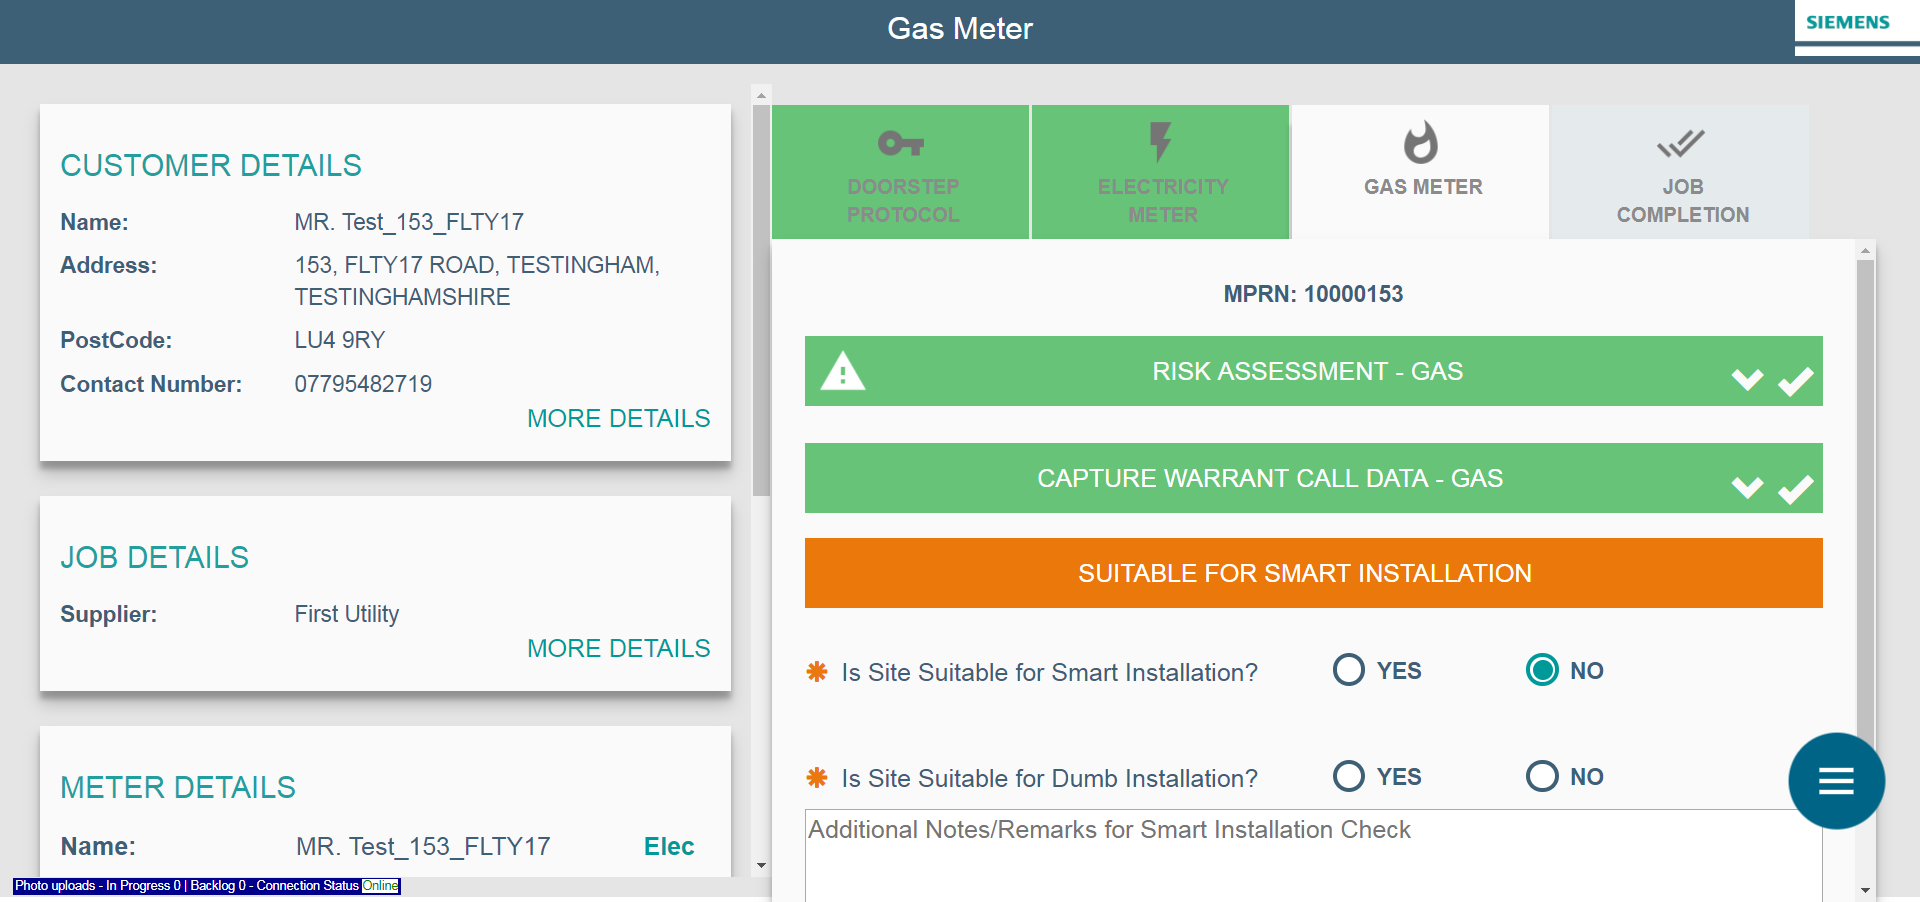 Gas Meter
SIEMENS
CUSTOMER DETAILS
Name: MR. Test_153_FLTY17
Address: 153, FLTY17 ROAD, TESTINGHAM,
TESTINGHAMSHIRE
PostCode: LU4 9RY
Contact Number: 07795482719
MORE DETAILS
JOB DETAILS
Supplier: First Utility
MORE DETAILS
METER DETAILS
Name: MR. Test_153_FLTY17 Elec
Photo uploads - In Progress 0 | Backlog 0 - Connection Status Online
DOORSTEP
PROTOCOL
ELECTRICITY
METER
GAS METER
JOB
COMPLETION
MPRN: 10000153
RISK ASSESSMENT - GAS
CAPTURE WARRANT CALL DATA - GAS
SUITABLE FOR SMART INSTALLATION
Is Site Suitable for Smart Installation? YES NO
Is Site Suitable for Dumb Installation? YES NO
Additional Notes/Remarks for Smart Installation Check